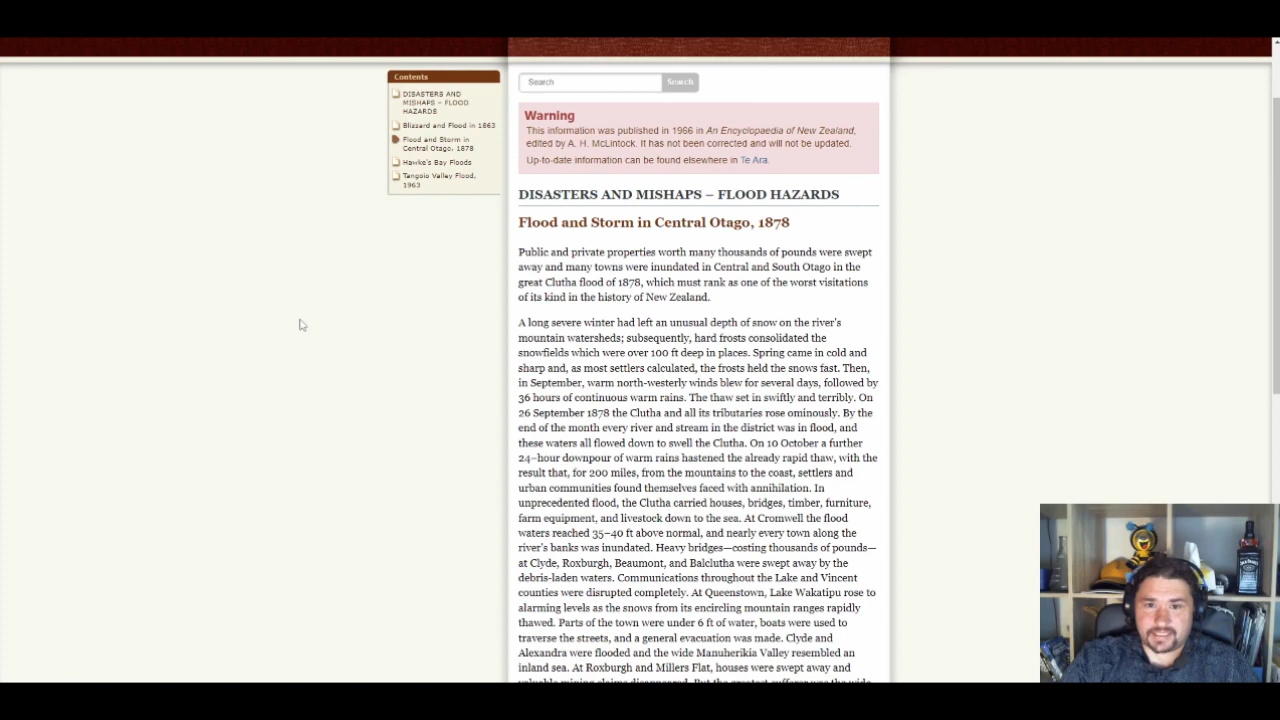 Contents
DISASTERS AND
MISHAPS – FLOOD
HAZARDS
Blizzard and Flood in 1863
Flood and Storm in
Central Otago, 1878
Hawke's Bay Floods
Tangoio Valley Flood,
1963
Search
Search
Warning
This information was published in 1966 in An Encyclopaedia of New Zealand,
edited by A. H. McLintock. It has not been corrected and will not be updated.
Up-to-date information can be found elsewhere in Te Ara.
DISASTERS AND MISHAPS – FLOOD HAZARDS
Flood and Storm in Central Otago, 1878
Public and private properties worth many thousands of pounds were swept
away and many towns were inundated in Central and South Otago in the
great Clutha flood of 1878, which must rank as one of the worst visitations
of its kind in the history of New Zealand.
A long severe winter had left an unusual depth of snow on the river's
mountain watersheds; subsequently, hard frosts consolidated the
snowfields which were over 100 ft deep in places. Spring came in cold and
sharp and, as most settlers calculated, the frosts held the snows fast. Then,
in September, warm north-westerly winds blew for several days, followed by
36 hours of continuous warm rains. The thaw set in swiftly and terribly. On
26 September 1878 the Clutha and all its tributaries rose ominously. By the
end of the month every river and stream in the district was in flood, and
these waters all flowed down to swell the Clutha. On 10 October a further
24–hour downpour of warm rains hastened the already rapid thaw, with the
result that, for 200 miles, from the mountains to the coast, settlers and
urban communities found themselves faced with annihilation. In
unprecedented flood, the Clutha carried houses, bridges, timber, furniture,
farm equipment, and livestock down to the sea. At Cromwell the flood
waters reached 35–40 ft above normal, and nearly every town along the
river's banks was inundated. Heavy bridges—costing thousands of pounds—
at Clyde, Roxburgh, Beaumont, and Balclutha were swept away by the
debris-laden waters. Communications throughout the Lake and Vincent
counties were disrupted completely. At Queenstown, Lake Wakatipu rose to
alarming levels as the snows from its encircling mountain ranges rapidly
thawed. Parts of the town were under 6 ft of water, boats were used to
traverse the streets, and a general evacuation was made. Clyde and
Alexandra were flooded and the wide Manuherikia Valley resembled an
inland sea. At Roxburgh and Millers Flat, houses were swept away and
valuable mining claims disappeared. But the greatest sufferer was the wide